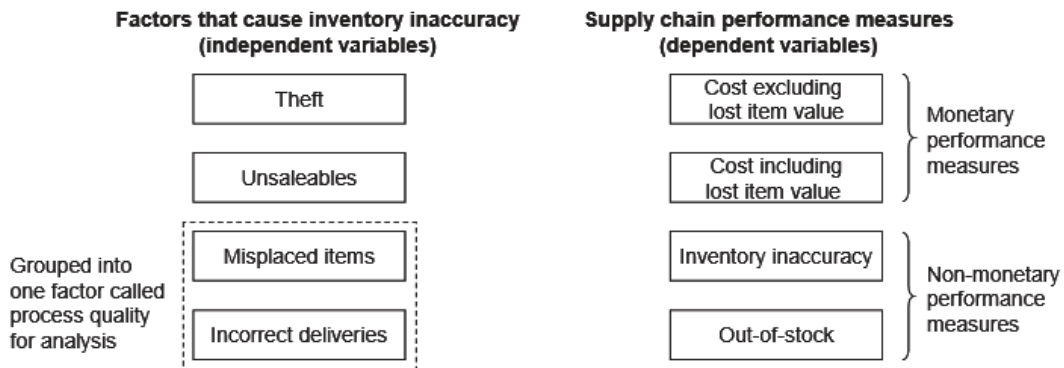 Factors that cause inventory inaccuracy
(independent variables)
Supply chain performance measures
(dependent variables)
Theft
Cost excluding
lost item value
Unsaleables
Cost including
lost item value
Monetary
performance
measures
Grouped into
one factor called
process quality
for analysis
Misplaced items
Incorrect deliveries
Inventory inaccuracy
Out-of-stock
Non-monetary
performance
measures